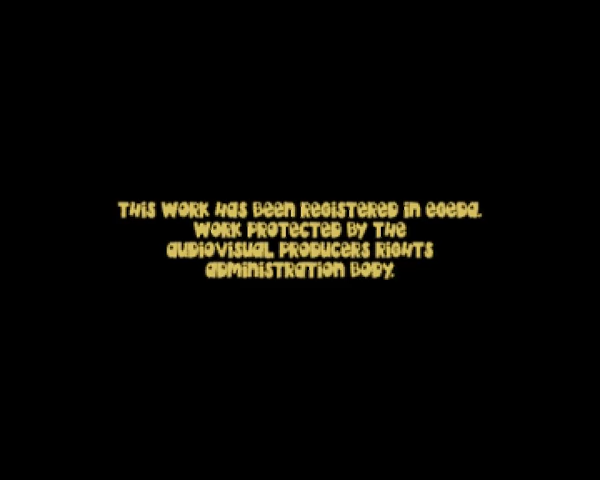 THIS WORK HAS BEEN REGISTERED IN EGEDA.
WORK PROTECTED BY THE
AUDIOVISUAL PRODUCERS RIGHTS
ADMINISTRATION BODY.